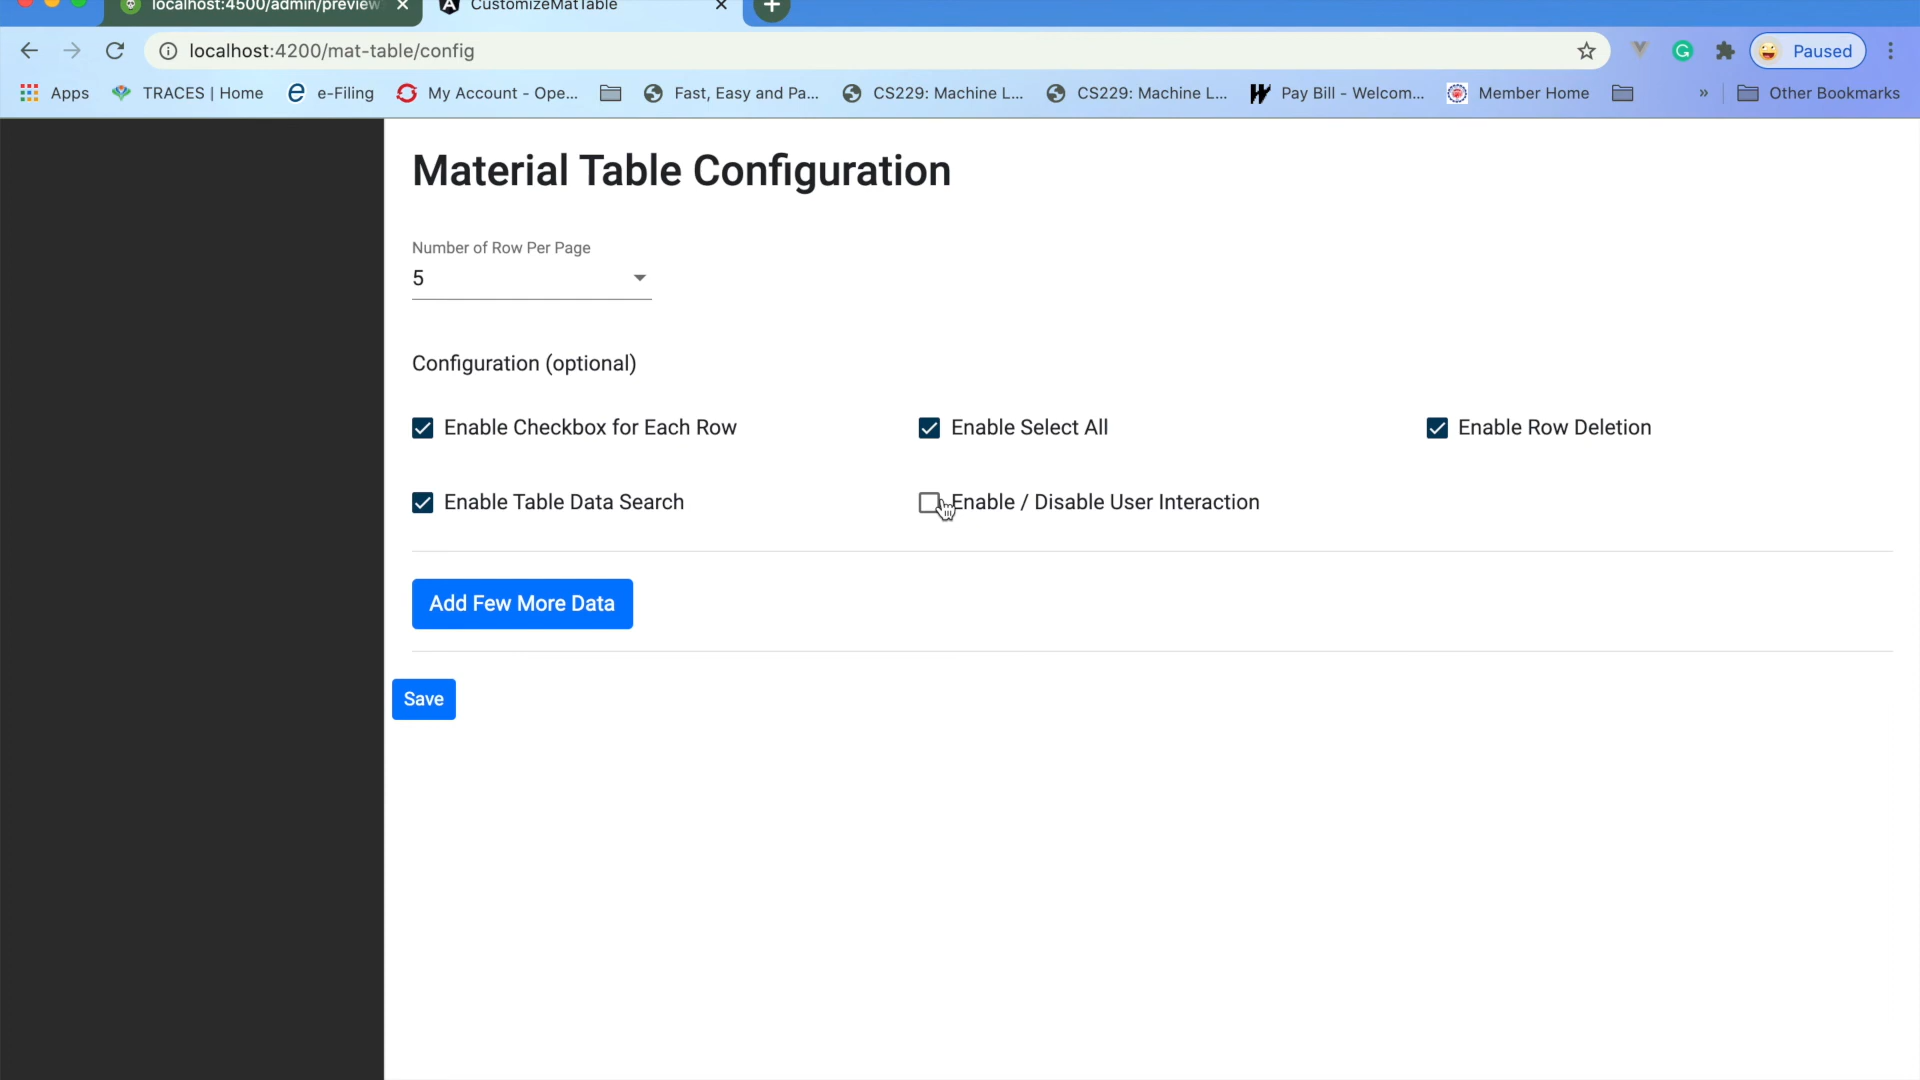 localhost:4500/admin/preview
CustomizeMatTable
localhost:4200/mat-table/config
Paused
Apps
TRACES | Home
e-Filing
My Account - Ope...
Fast, Easy and Pa...
CS229: Machine L...
CS229: Machine L...
Pay Bill - Welcom...
Member Home
»
Other Bookmarks
Material Table Configuration
Number of Row Per Page
5
Configuration (optional)
Enable Checkbox for Each Row
Enable Select All
Enable Row Deletion
Enable Table Data Search
Enable / Disable User Interaction
Add Few More Data
Save